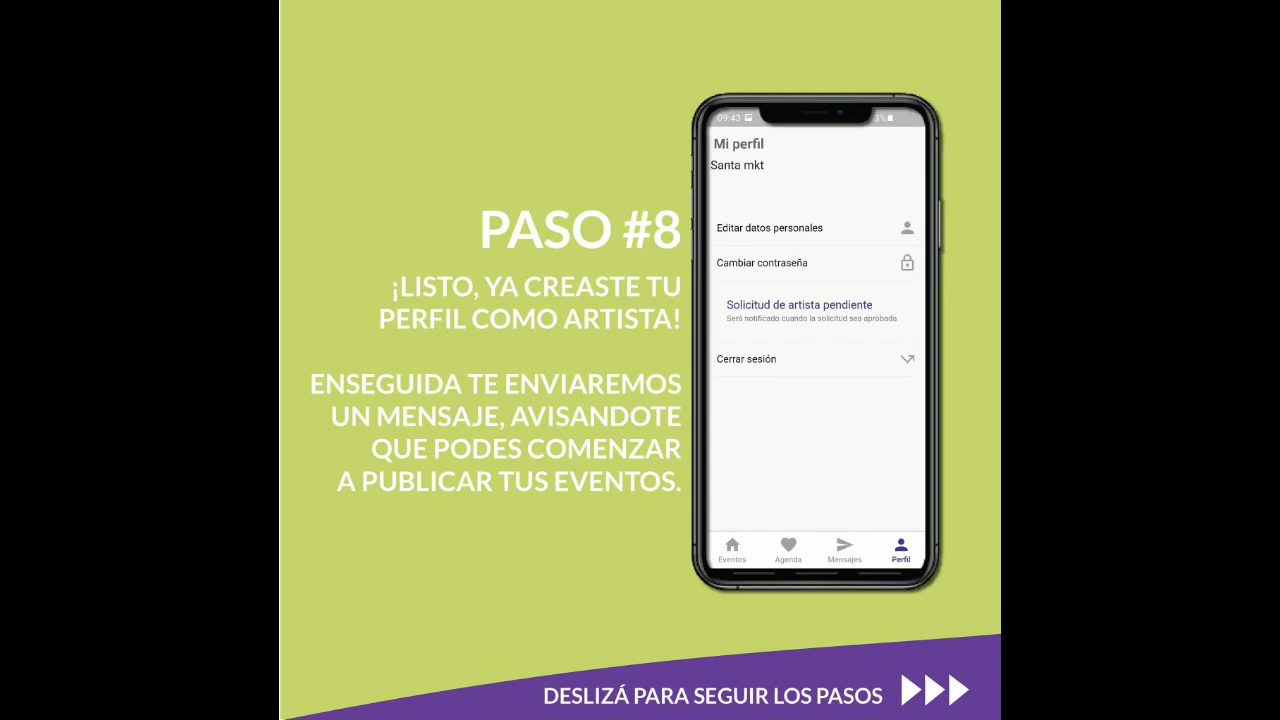 PASO #8
¡LISTO, YA CREASTE TU
PERFIL COMO ARTISTA!
ENSEGUIDA TE ENVIAREMOS
UN MENSAJE, AVISANDOTE
QUE PODES COMENZAR
A PUBLICAR TUS EVENTOS.
09:43
3%
Mi perfil
Santa mkt
Editar datos personales
Cambiar contraseña
Solicitud de artista pendiente
Será notificado cuando la solicitud sea aprobada
Cerrar sesión
Eventos Agenda Mensajes Perfil
DESLIZÁ PARA SEGUIR LOS PASOS